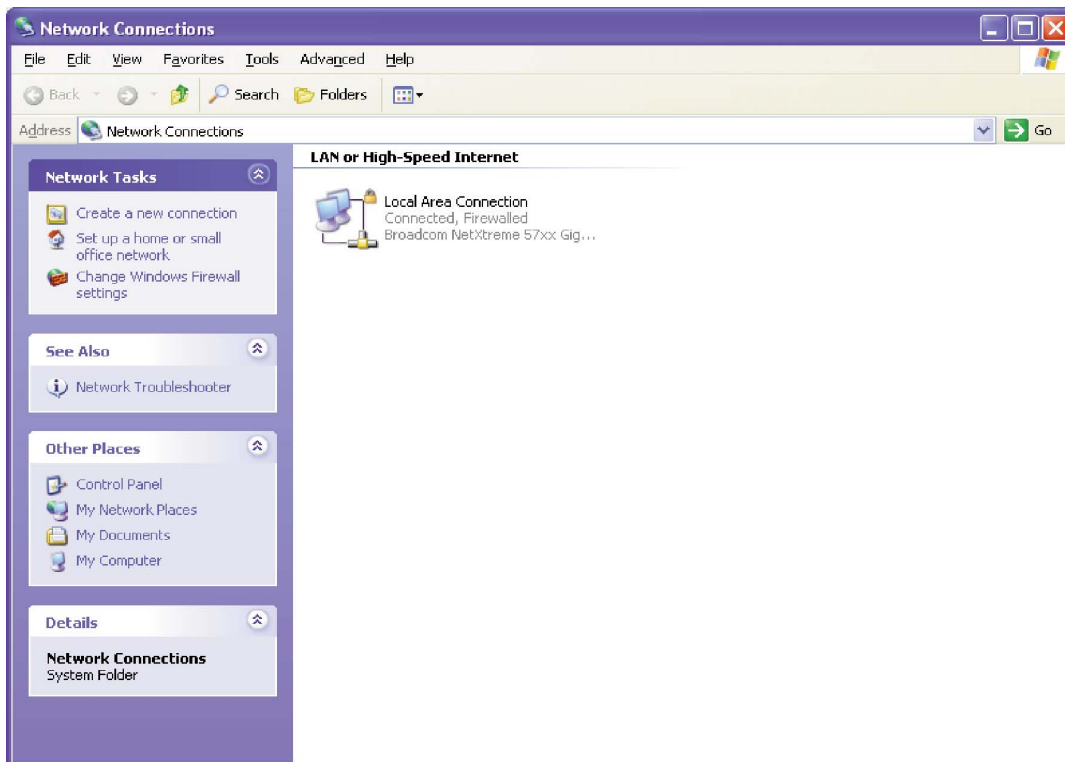 Network Connections
File Edit View Favorites Tools Advanced Help
Back Search Folders
Address Network Connections Go
Network Tasks
Create a new connection
Set up a home or small
office network
Change Windows Firewall
settings
See Also
Network Troubleshooter
Other Places
Control Panel
My Network Places
My Documents
My Computer
Details
Network Connections
System Folder
LAN or High-Speed Internet
Local Area Connection
Connected, Firewalled
Broadcom NetXtreme 57xx Gig...